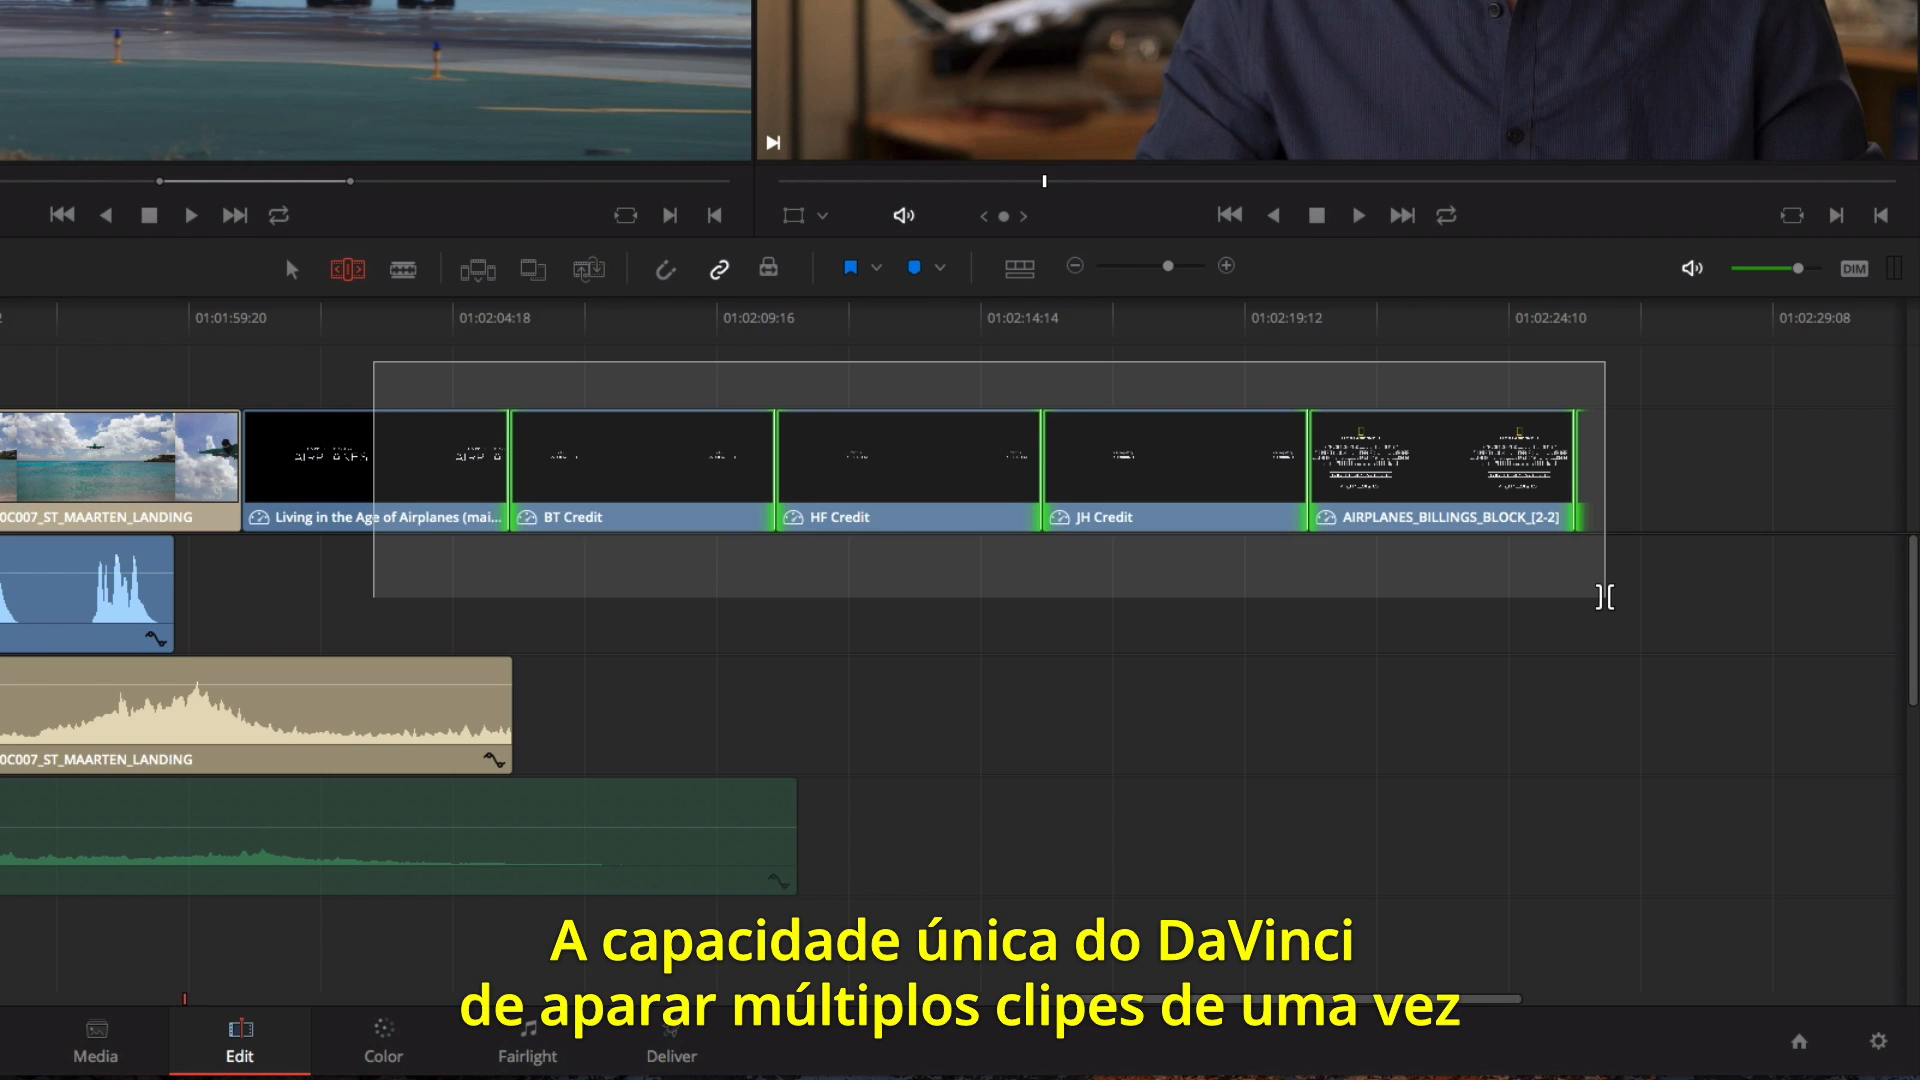 DIM
01:01:59:20
01:02:04:18
01:02:09:16
01:02:14:14
01:02:19:12
01:02:24:10
01:02:29:08
0C007_ST_MAARTEN_LANDING
Living in the Age of Airplanes (mai...
BT Credit
HF Credit
JH Credit
AIRPLANES_BILLINGS_BLOCK_[2-2]
0C007_ST_MAARTEN_LANDING
A capacidade única do DaVinci
de aparar múltiplos clipes de uma vez
Media
Edit
Color
Fairlight
Deliver